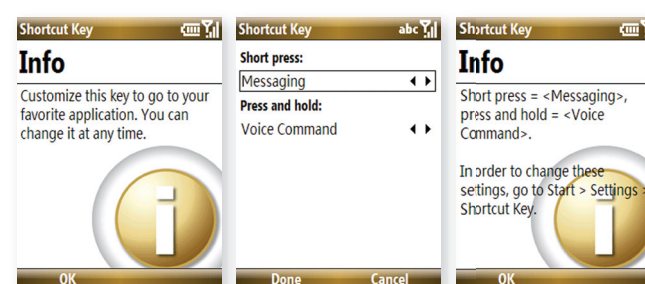 Shortcut Key
Info
Customize this key to go to your
favorite application. You can
change it at any time.
OK
Shortcut Key abc
Short press:
Messaging
Press and hold:
Voice Command
Done Cancel
Shortcut Key
Info
Short press = <Messaging>,
press and hold = <Voice
Command>.
In order to change these
settings, go to Start > Settings >
Shortcut Key.
OK